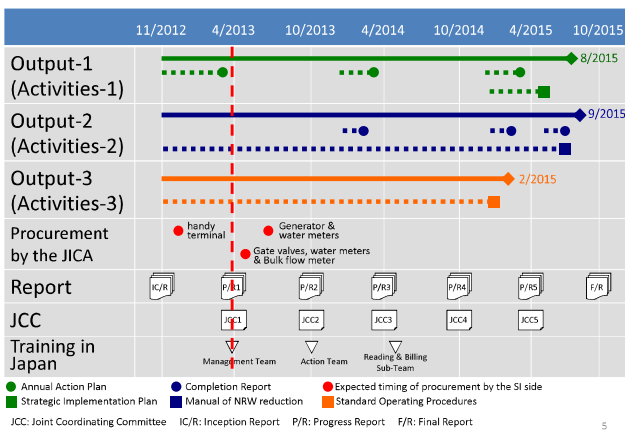 11/2012 4/2013 10/2013 4/2014 10/2014 4/2015 10/2015
Output-1
(Activities-1)
8/2015
Output-2
(Activities-2)
9/2015
Output-3
(Activities-3)
2/2015
Procurement
by the JICA
handy
terminal
Generator &
water meters
Gate valves, water meters
& Bulk flow meter
Report
IC/R P/R1 P/R2 P/R3 P/R4 P/R5 F/R
JCC
JCC1 JCC2 JCC3 JCC4 JCC5
Training in
Japan
Management Team
Action Team
Reading & Billing
Sub-Team
Annual Action Plan
Completion Report
Expected timing of procurement by the SI side
Strategic Implementation Plan
Manual of NRW reduction
Standard Operating Procedures
JCC: Joint Coordinating Committee IC/R: Inception Report P/R: Progress Report F/R: Final Report
5